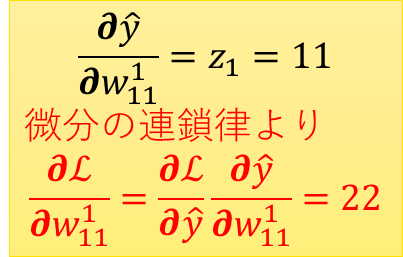 ∂ŷ/∂w¹₁₁ = z₁ = 11
微分の連鎖律より
∂ℒ/∂w¹₁₁ = ∂ℒ/∂ŷ ∂ŷ/∂w¹₁₁ = 22